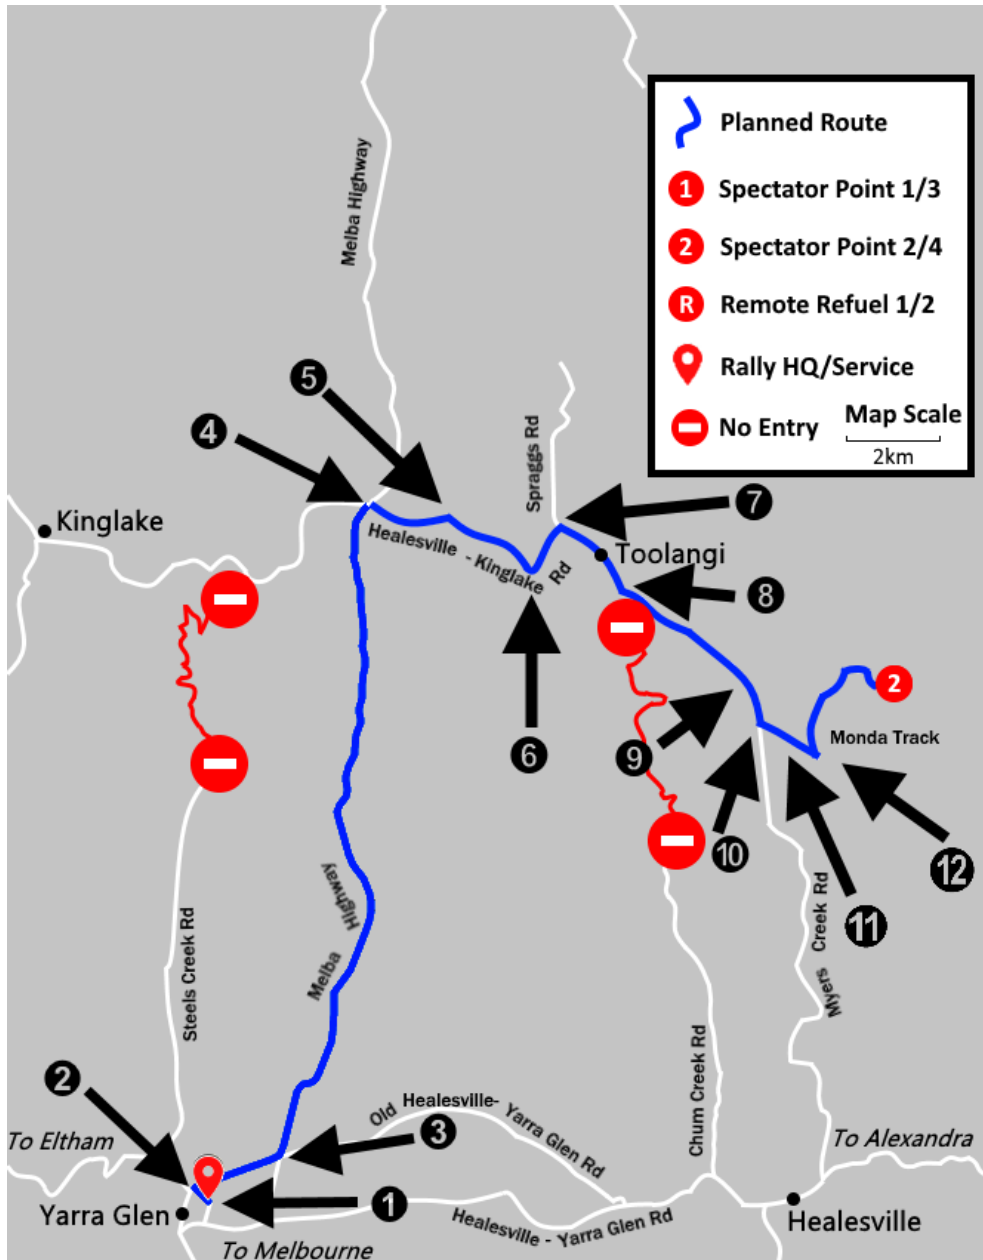 Planned Route
1 Spectator Point 1/3
2 Spectator Point 2/4
R Remote Refuel 1/2
Rally HQ/Service
No Entry
Map Scale
2km
Melba Highway
5
4
Spraggs Rd
7
Kinglake
Healesville - Kinglake Rd
Toolangi
8
2
Monda Track
6
9
10
12
11
Melba Highway
Steels Creek Rd
Myers Creek Rd
Chum Creek Rd
2
Old Healesville- Yarra Glen Rd
3
To Eltham
To Alexandra
1
Yarra Glen
Healesville - Yarra Glen Rd
Healesville
To Melbourne